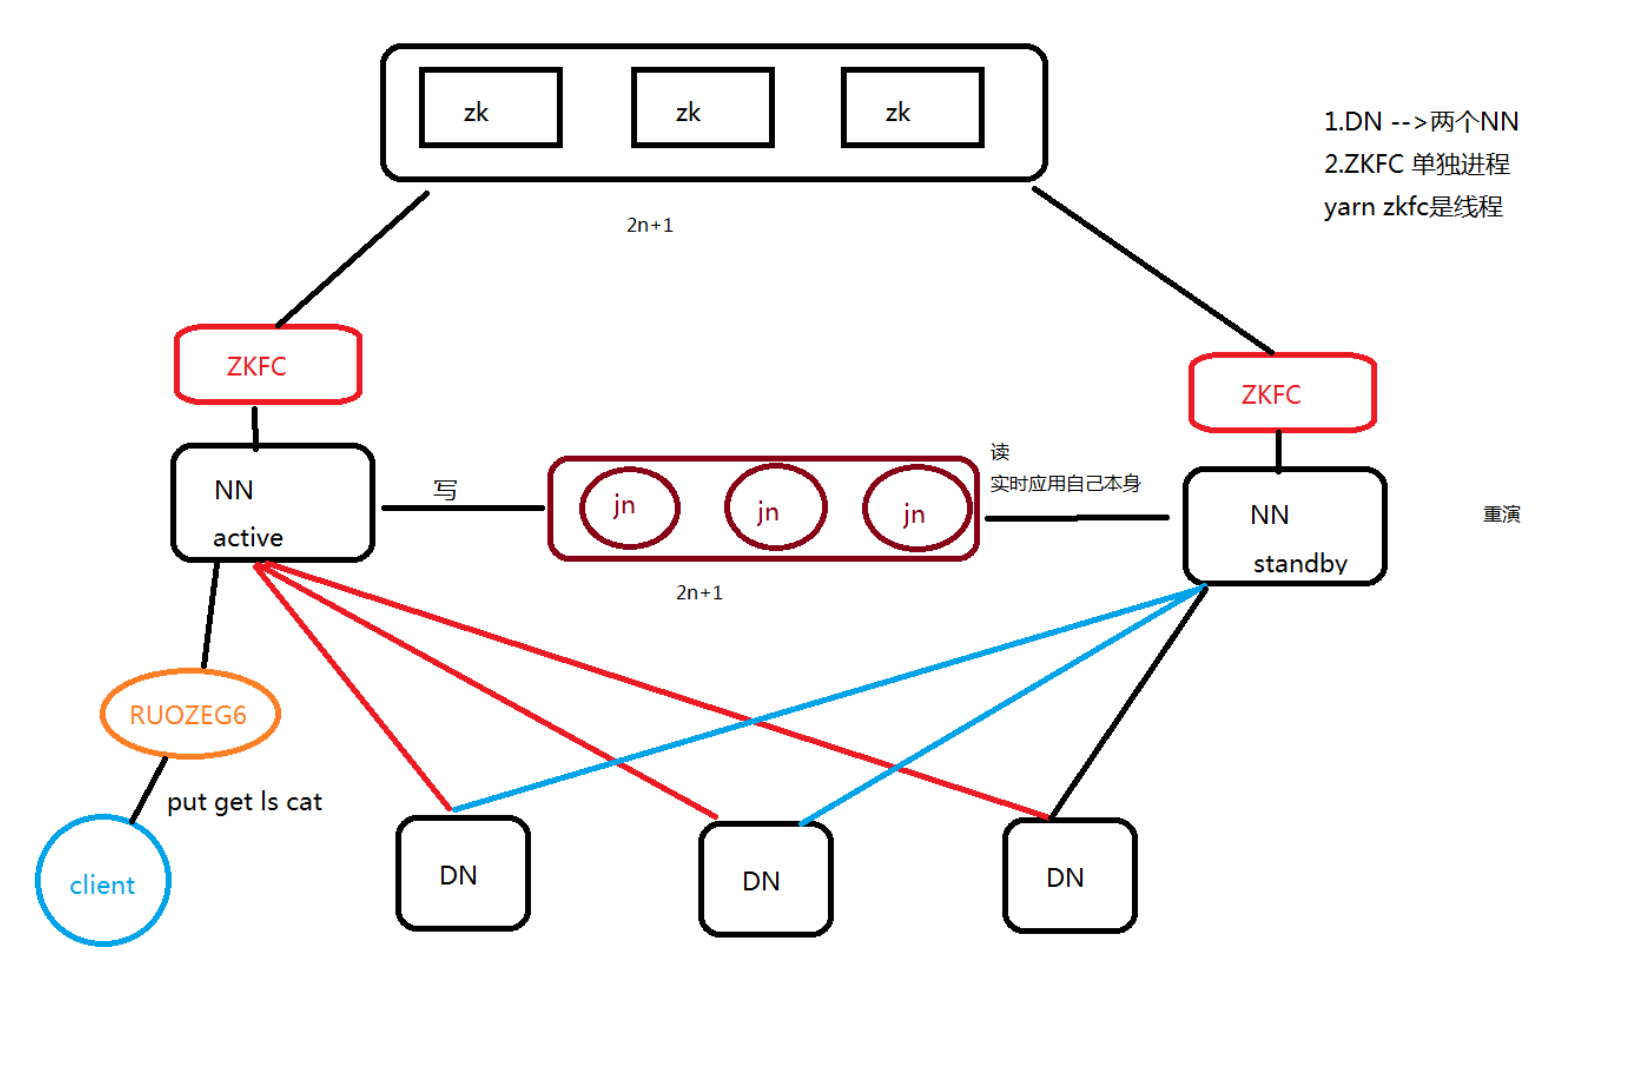 zk
zk
zk
1.DN -->两个NN
2.ZKFC 单独进程
yarn zkfc是线程
2n+1
ZKFC
ZKFC
NN
active
写
jn
jn
jn
读
实时应用自己本身
NN
standby
重演
2n+1
RUOZEG6
put get ls cat
client
DN
DN
DN